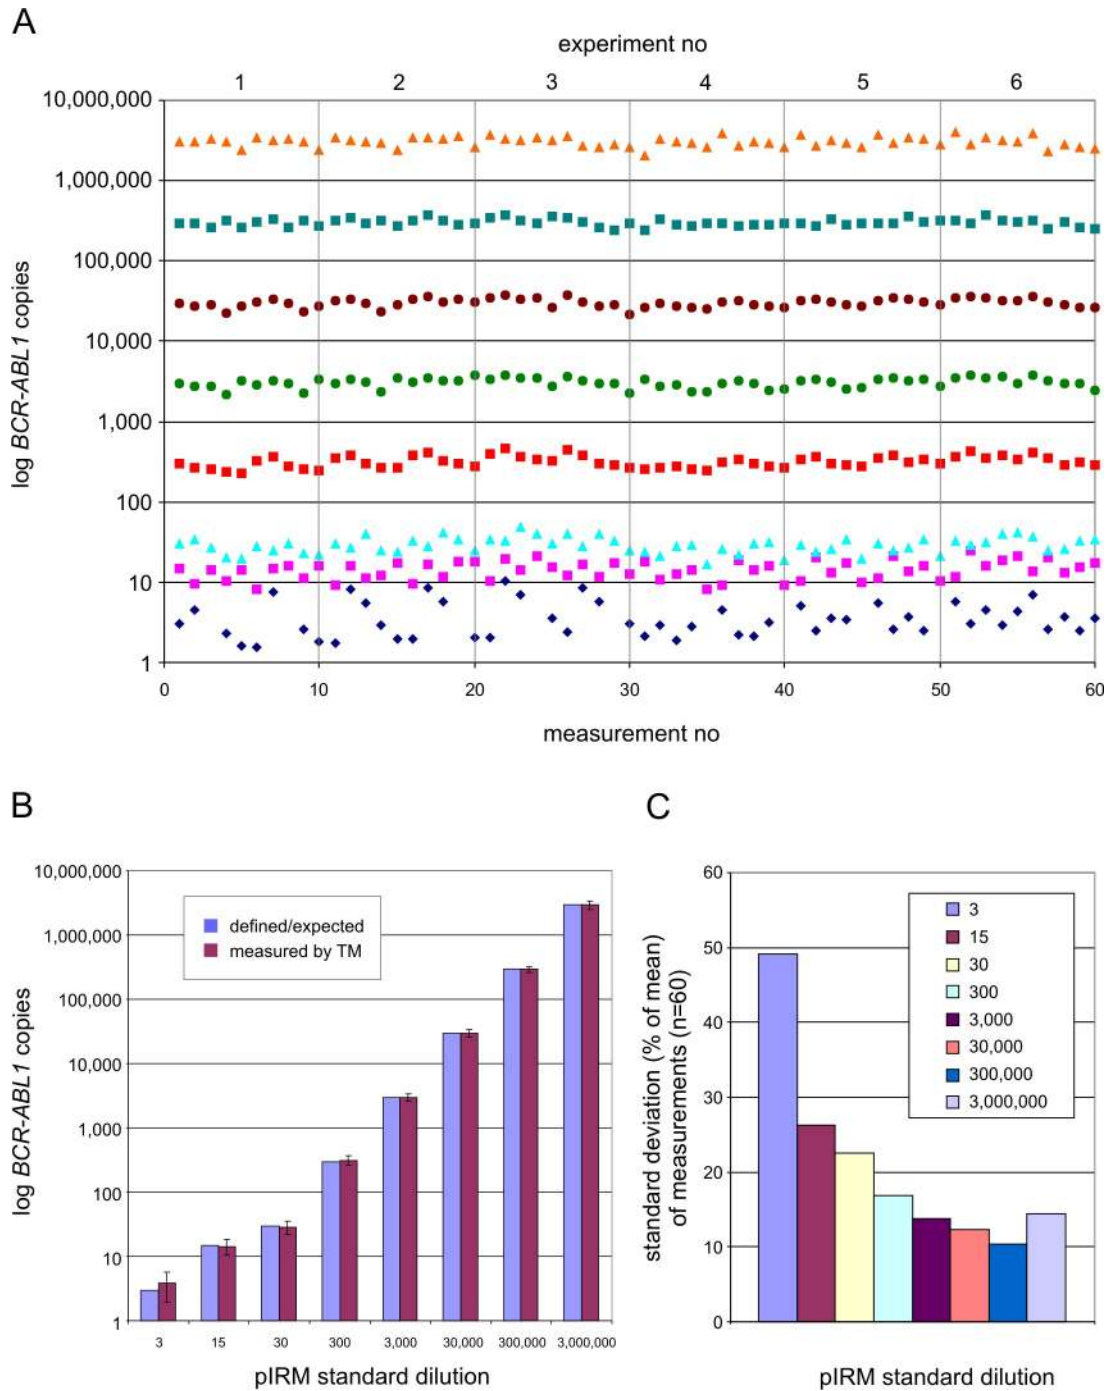 A
experiment no
1 2 3 4 5 6
10,000,000
1,000,000
100,000
10,000
1,000
100
10
1
log BCR-ABL1 copies
0 10 20 30 40 50 60
measurement no
B
10,000,000
1,000,000
100,000
10,000
1,000
100
10
1
log BCR-ABL1 copies
defined/expected
measured by TM
3 15 30 300 3,000 30,000 300,000 3,000,000
pIRM standard dilution
C
60
50
40
30
20
10
0
standard deviation (% of mean)
of measurements (n=60)
3
15
30
300
3,000
30,000
300,000
3,000,000
pIRM standard dilution